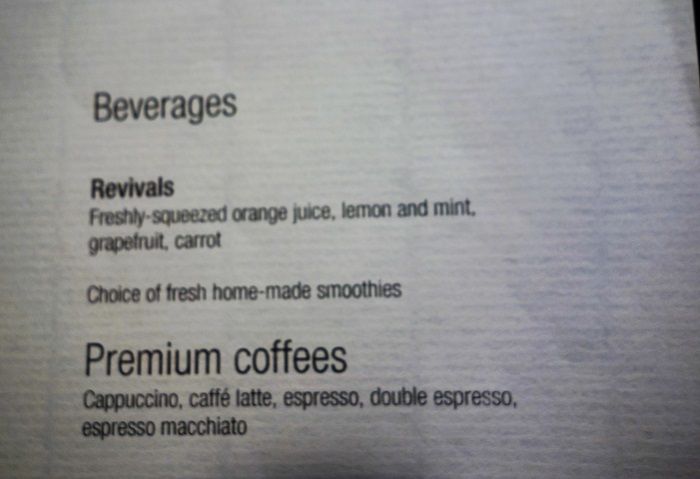 Beverages
Revivals
Freshly-squeezed orange juice, lemon and mint,
grapefruit, carrot
Choice of fresh home-made smoothies
Premium coffees
Cappuccino, caffé latte, espresso, double espresso,
espresso macchiato